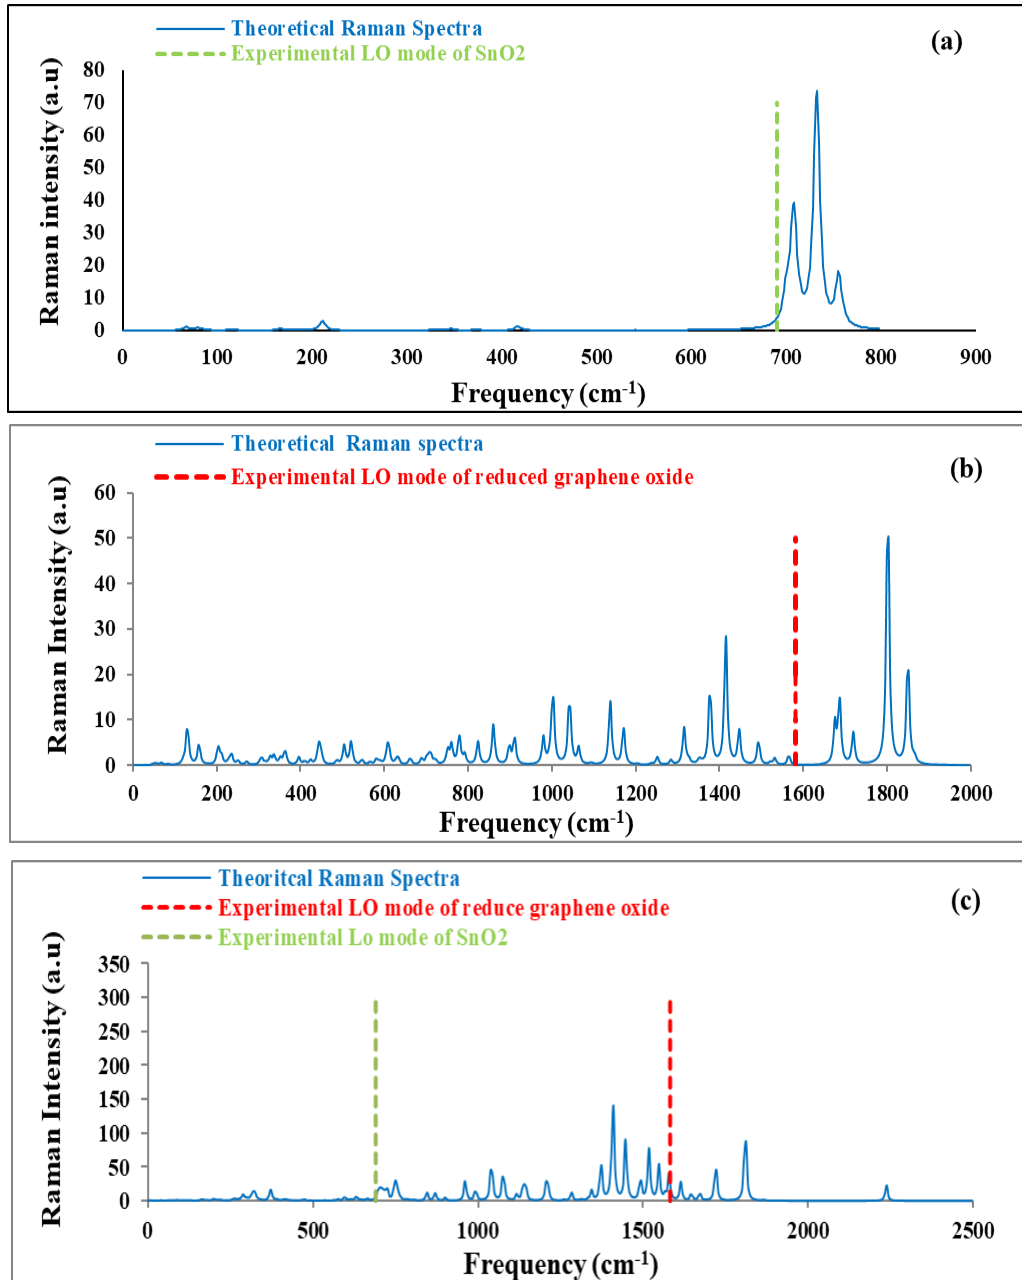 Theoretical Raman Spectra
Experimental LO mode of SnO2
(a)
Raman intensity (a.u)
80
70
60
50
40
30
20
10
0
0 100 200 300 400 500 600 700 800 900
Frequency (cm-1)
Theoretical Raman spectra
Experimental LO mode of reduced graphene oxide
(b)
Raman Intensity (a.u)
60
50
40
30
20
10
0
0 200 400 600 800 1000 1200 1400 1600 1800 2000
Frequency (cm-1)
Theoritcal Raman Spectra
Experimental LO mode of reduce graphene oxide
Experimental Lo mode of SnO2
(c)
Raman Intensity (a.u)
350
300
250
200
150
100
50
0
0 500 1000 1500 2000 2500
Frequency (cm-1)